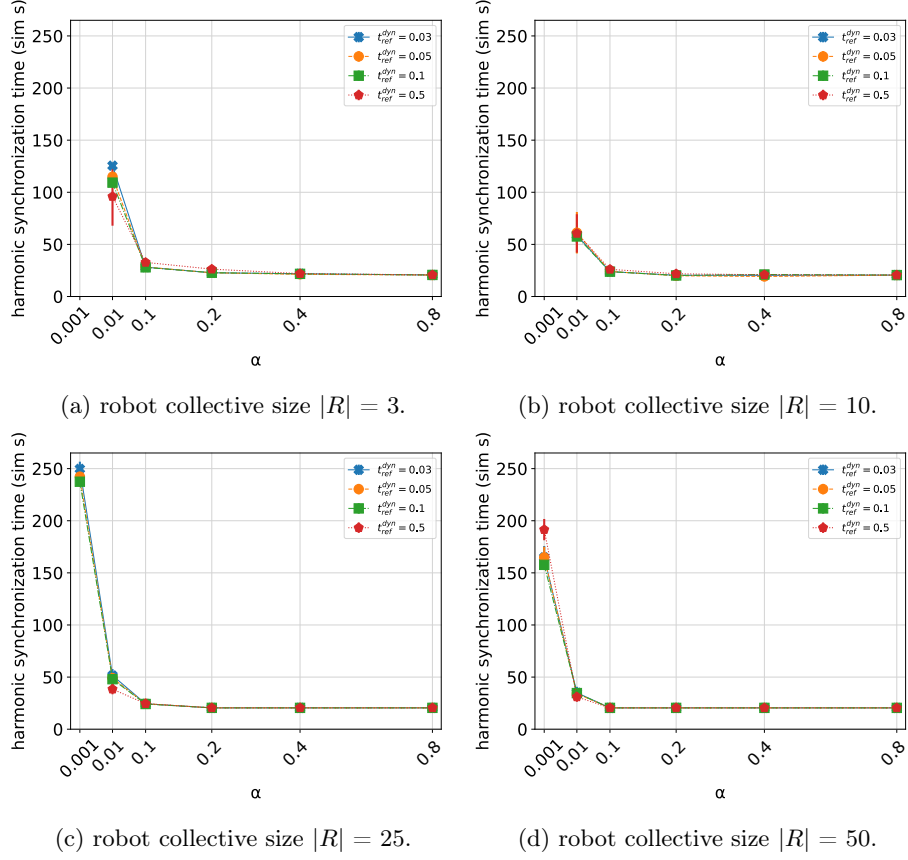 harmonic synchronization time (sim s)
250
200
150
100
50
0
0.001
0.01
0.1
0.2
0.4
0.8
α
t_ref^dyn = 0.03
t_ref^dyn = 0.05
t_ref^dyn = 0.1
t_ref^dyn = 0.5
(a) robot collective size |R| = 3.
harmonic synchronization time (sim s)
250
200
150
100
50
0
0.001
0.01
0.1
0.2
0.4
0.8
α
t_ref^dyn = 0.03
t_ref^dyn = 0.05
t_ref^dyn = 0.1
t_ref^dyn = 0.5
(b) robot collective size |R| = 10.
harmonic synchronization time (sim s)
250
200
150
100
50
0
0.001
0.01
0.1
0.2
0.4
0.8
α
t_ref^dyn = 0.03
t_ref^dyn = 0.05
t_ref^dyn = 0.1
t_ref^dyn = 0.5
(c) robot collective size |R| = 25.
harmonic synchronization time (sim s)
250
200
150
100
50
0
0.001
0.01
0.1
0.2
0.4
0.8
α
t_ref^dyn = 0.03
t_ref^dyn = 0.05
t_ref^dyn = 0.1
t_ref^dyn = 0.5
(d) robot collective size |R| = 50.